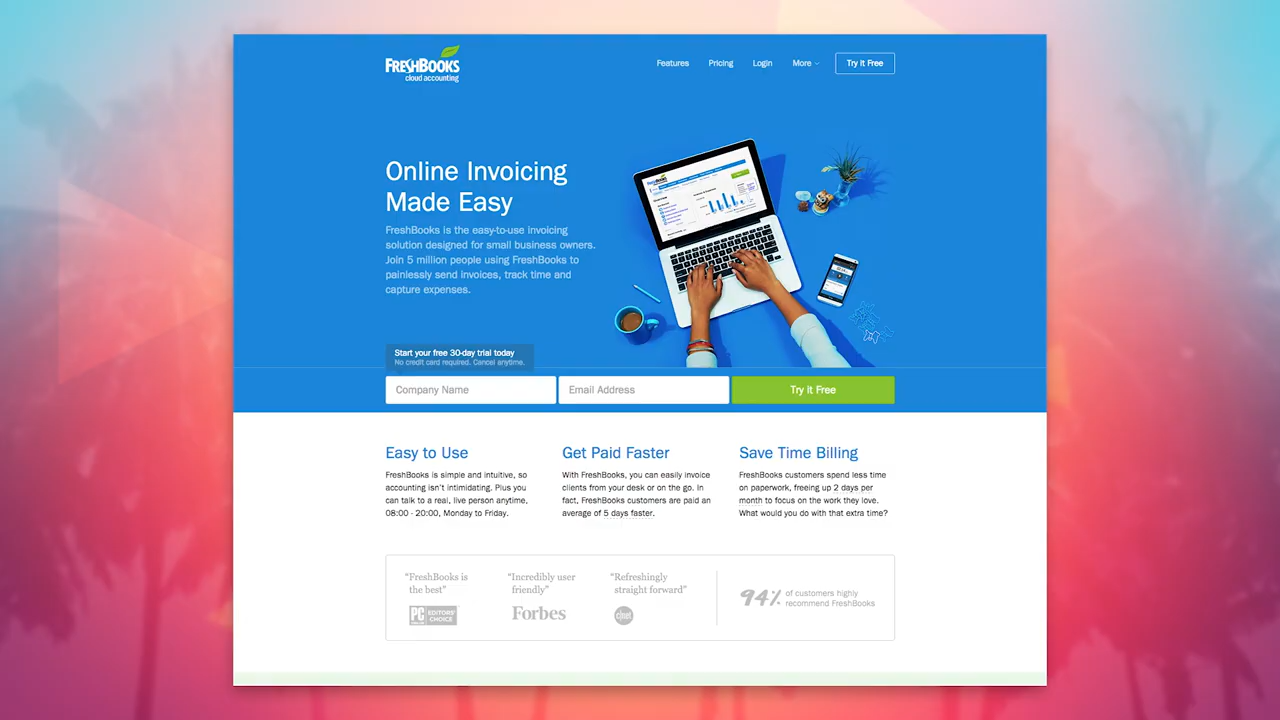 FRESHBOOKS
cloud accounting
Features
Pricing
Login
More
Try It Free
Online Invoicing
Made Easy
FreshBooks is the easy-to-use invoicing
solution designed for small business owners.
Join 5 million people using FreshBooks to
painlessly send invoices, track time and
capture expenses.
Start your free 30-day trial today
No credit card required. Cancel anytime.
Company Name
Email Address
Try It Free
Easy to Use
FreshBooks is simple and intuitive, so
accounting isn't intimidating. Plus you
can talk to a real, live person anytime,
08:00 - 20:00, Monday to Friday.
Get Paid Faster
With FreshBooks, you can easily invoice
clients from your desk or on the go. In
fact, FreshBooks customers are paid an
average of 5 days faster.
Save Time Billing
FreshBooks customers spend less time
on paperwork, freeing up 2 days per
month to focus on the work they love.
What would you do with that extra time?
“FreshBooks is
the best”
PC
EDITORS'
CHOICE
“Incredibly user
friendly”
Forbes
“Refreshingly
straight forward”
c|net
94%
of customers highly
recommend FreshBooks